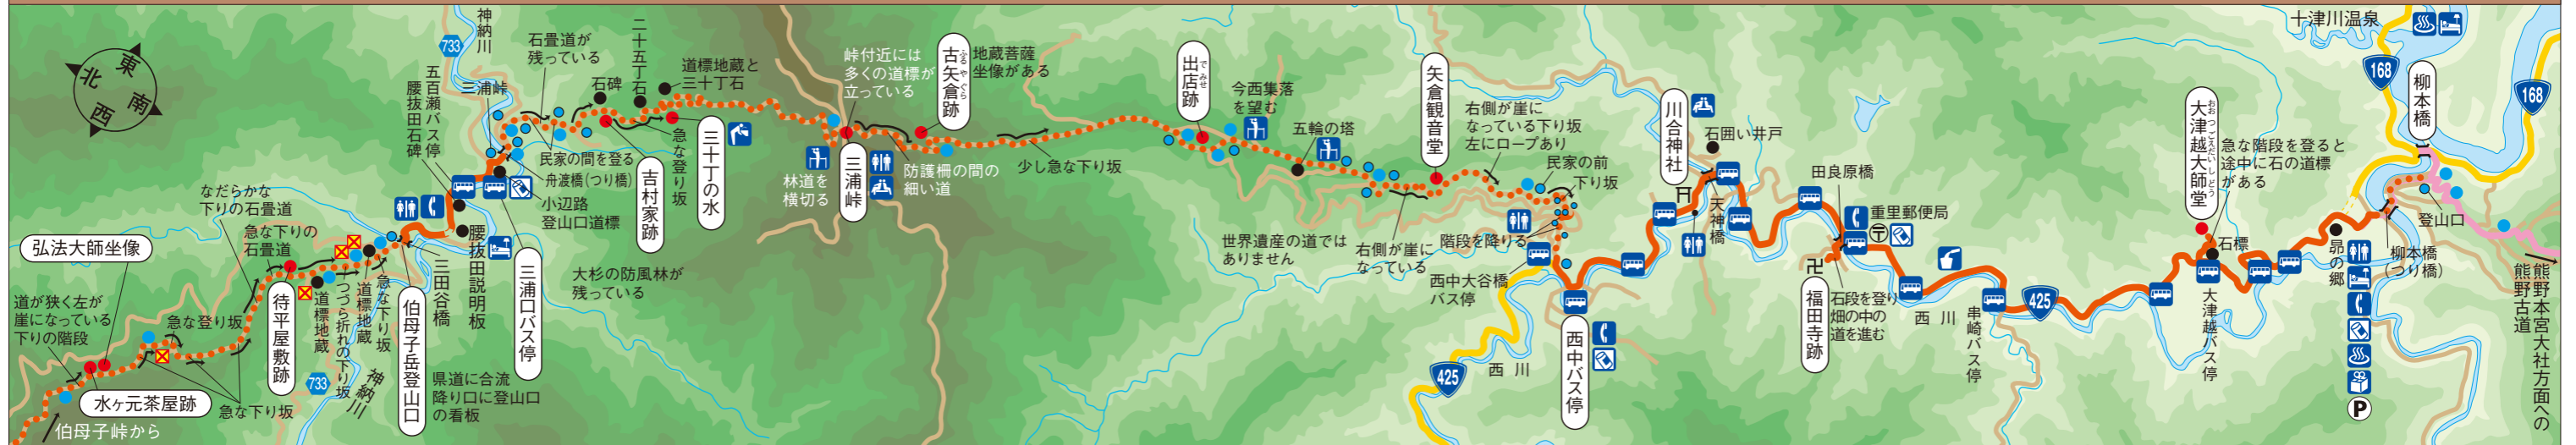 東
南
西
北
弘法大師坐像
道が狭く左が
崖になっている
下りの階段
水ヶ元茶屋跡
伯母子峠から
急な登り坂
急な下り坂
なだらかな
下りの石畳道
急な下りの
石畳道
待平屋敷跡
道標地蔵
つづら折れの下り坂
道標地蔵
急な下り坂
733
神納川
伯母子岳登山口
県道に合流
降り口に登山口
の看板
三田谷橋
腰抜田説明板
五百瀬バス停
腰抜田石碑
733
神納川
三浦峠
三浦口バス停
小辺路
登山口道標
舟渡橋(つり橋)
民家の間を登る
石畳道が
残っている
石碑
二十五丁石
道標地蔵と
三十丁石
大杉の防風林が
残っている
吉村家跡
急な登り坂
三十丁の水
林道を
横切る
峠付近には
多くの道標が
立っている
三浦峠
古矢倉跡
ふるやぐら
地蔵菩薩
坐像がある
防護柵の間の
細い道
少し急な下り坂
出店跡
でみせ
今西集落
を望む
五輪の塔
矢倉観音堂
右側が崖に
なっている下り坂
左にロープあり
民家の前
下り坂
世界遺産の道では
ありません
右側が崖に
なっている
階段を降りる
西中大谷橋
バス停
425
西川
西中バス停
川合神社
石囲い井戸
天神橋
田良原橋
重里郵便局
福田寺跡
石段を登り
畑の中の
道を進む
西川
串崎バス停
425
大津越大師堂
おおつごえだいしどう
急な階段を登ると
途中に石の道標
がある
石標
大津越バス停
昴の郷
P
十津川温泉
168
柳本橋
168
登山口
柳本橋
(つり橋)
熊野本宮大社方面への
熊野古道